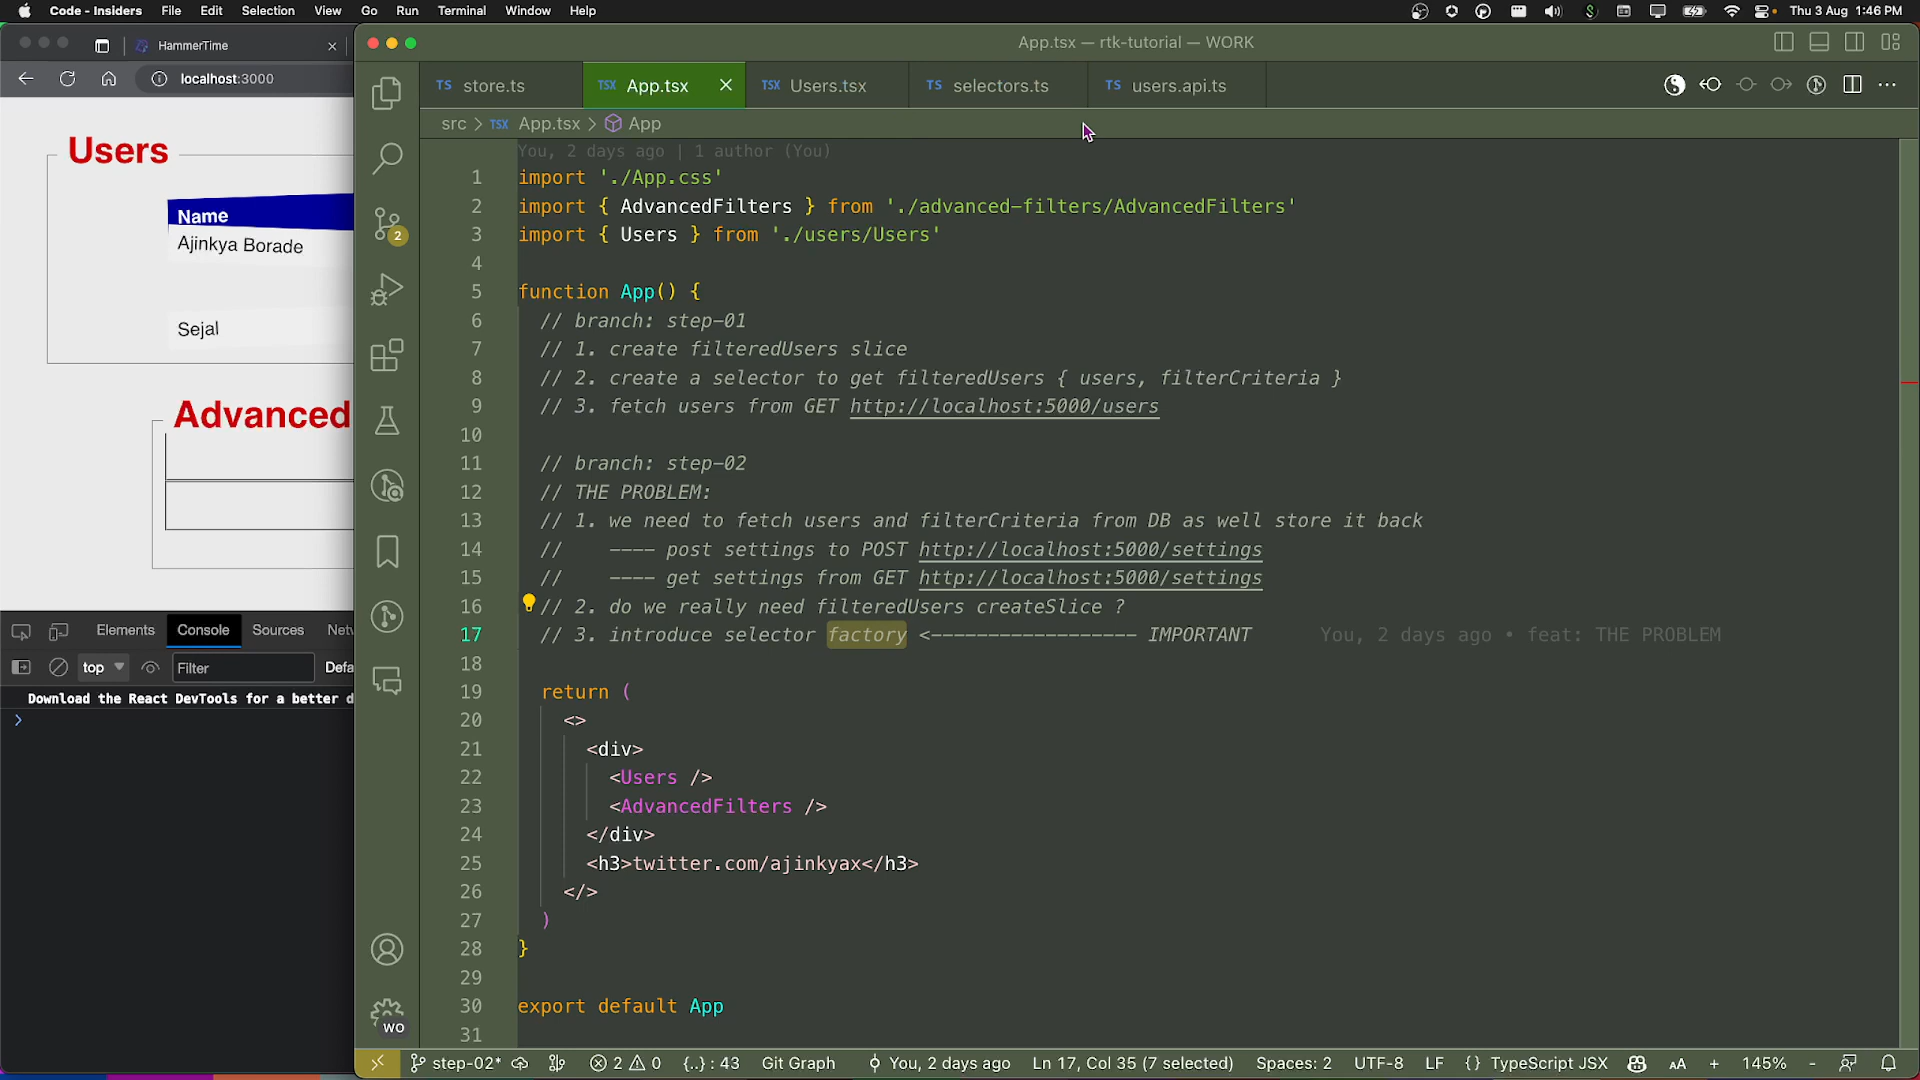 Code - Insiders File Edit Selection View Go Run Terminal Window Help Thu 3 Aug 1:46 PM
HammerTime
localhost:3000
Users
Name
Ajinkya Borade
Sejal
Advanced
Elements Console Sources Netv
top Filter Defa
Download the React DevTools for a better d
App.tsx — rtk-tutorial — WORK
TS store.ts TSX App.tsx TSX Users.tsx TS selectors.ts TS users.api.ts
src > TSX App.tsx > App
You, 2 days ago | 1 author (You)
1 import './App.css'
2 import { AdvancedFilters } from './advanced-filters/AdvancedFilters'
3 import { Users } from './users/Users'
4
5 function App() {
6 // branch: step-01
7 // 1. create filteredUsers slice
8 // 2. create a selector to get filteredUsers { users, filterCriteria }
9 // 3. fetch users from GET http://localhost:5000/users
10
11 // branch: step-02
12 // THE PROBLEM:
13 // 1. we need to fetch users and filterCriteria from DB as well store it back
14 // ---- post settings to POST http://localhost:5000/settings
15 // ---- get settings from GET http://localhost:5000/settings
16 // 2. do we really need filteredUsers createSlice ?
17 // 3. introduce selector factory <------------------ IMPORTANT You, 2 days ago • feat: THE PROBLEM
18
19 return (
20 <>
21 <div>
22 <Users />
23 <AdvancedFilters />
24 </div>
25 <h3>twitter.com/ajinkyax</h3>
26 </>
27 )
28 }
29
30 export default App
31
2
WO
step-02* 2 0 {..} : 43 Git Graph You, 2 days ago Ln 17, Col 35 (7 selected) Spaces: 2 UTF-8 LF {} TypeScript JSX AA + 145% -